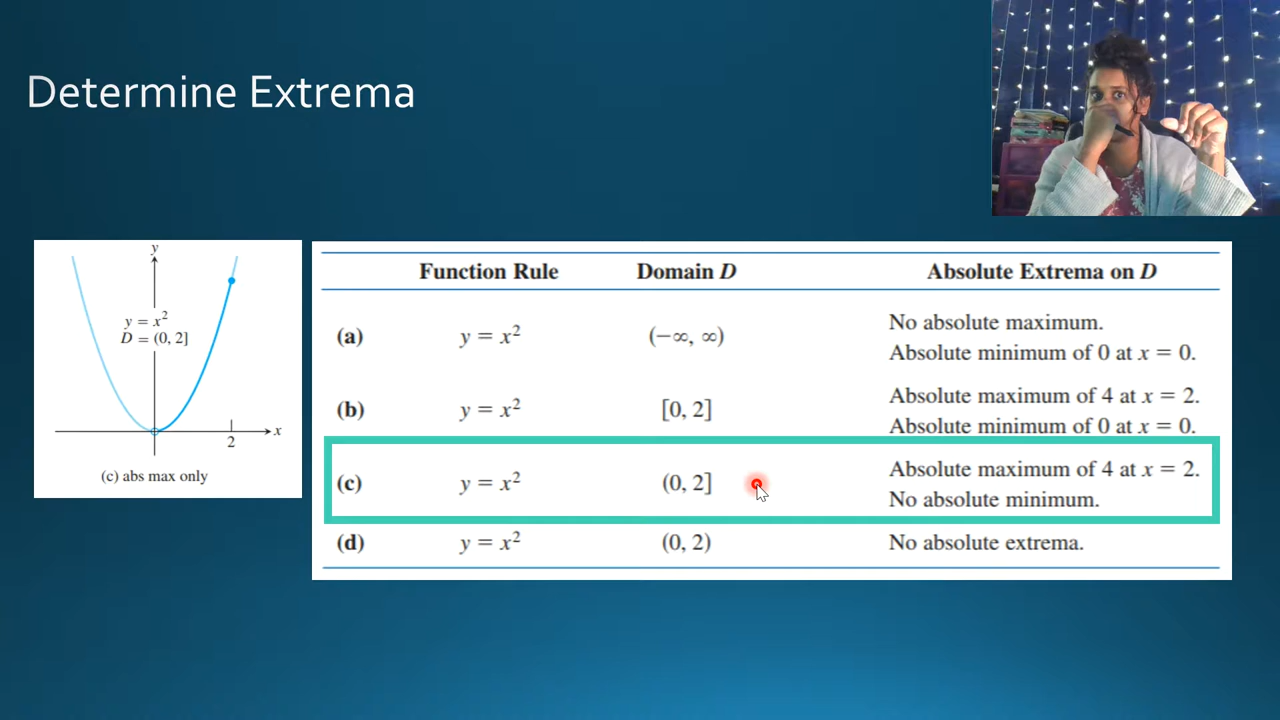 Determine Extrema
y
y = x²
D = (0, 2]
x
2
(c) abs max only
Function Rule Domain D Absolute Extrema on D
(a) y = x² (−∞, ∞) No absolute maximum.
Absolute minimum of 0 at x = 0.
(b) y = x² [0, 2] Absolute maximum of 4 at x = 2.
Absolute minimum of 0 at x = 0.
(c) y = x² (0, 2] Absolute maximum of 4 at x = 2.
No absolute minimum.
(d) y = x² (0, 2) No absolute extrema.